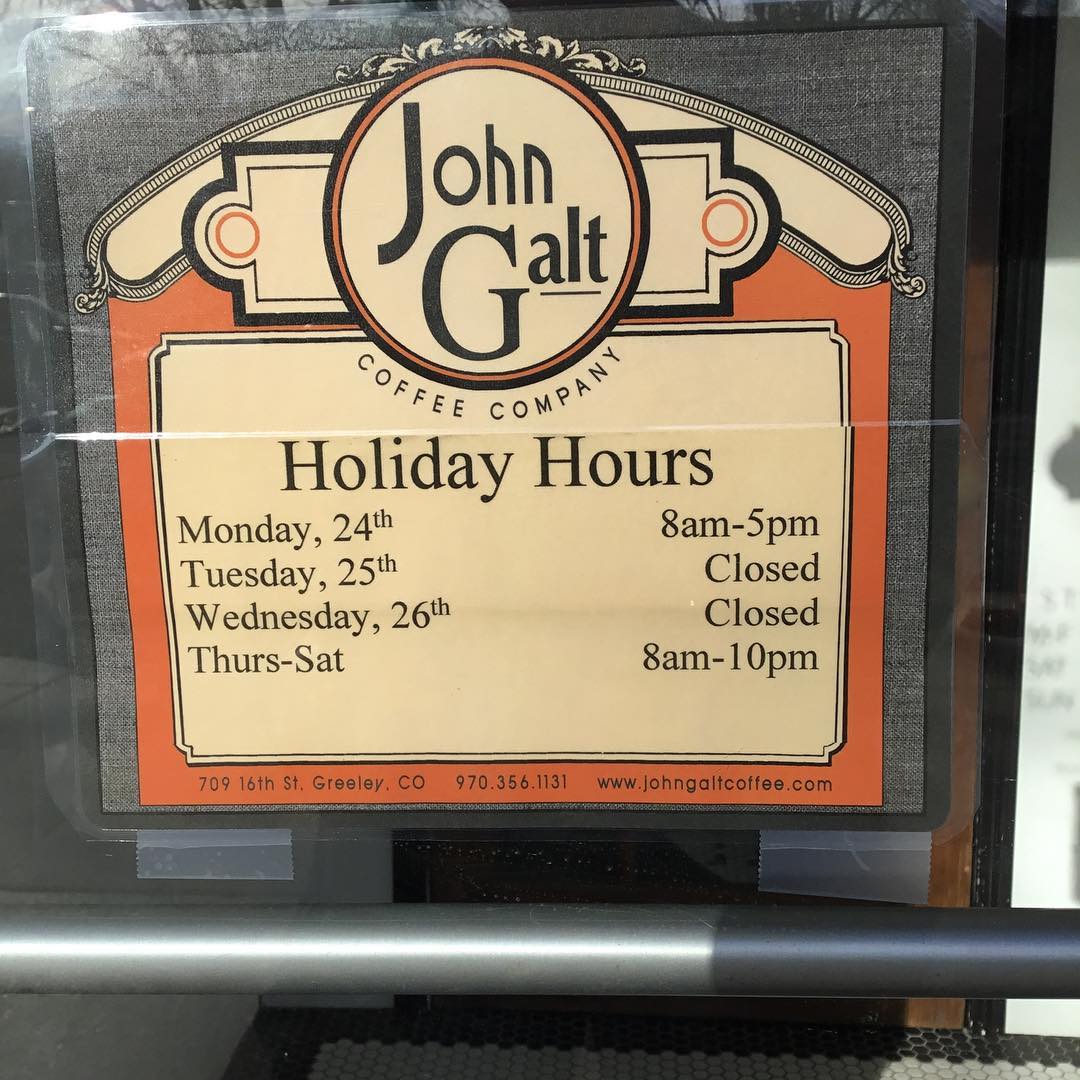 John
Galt
COFFEE COMPANY
Holiday Hours
Monday, 24th 8am-5pm
Tuesday, 25th Closed
Wednesday, 26th Closed
Thurs-Sat 8am-10pm
709 16th St. Greeley, CO 970.356.1131 www.johngaltcoffee.com